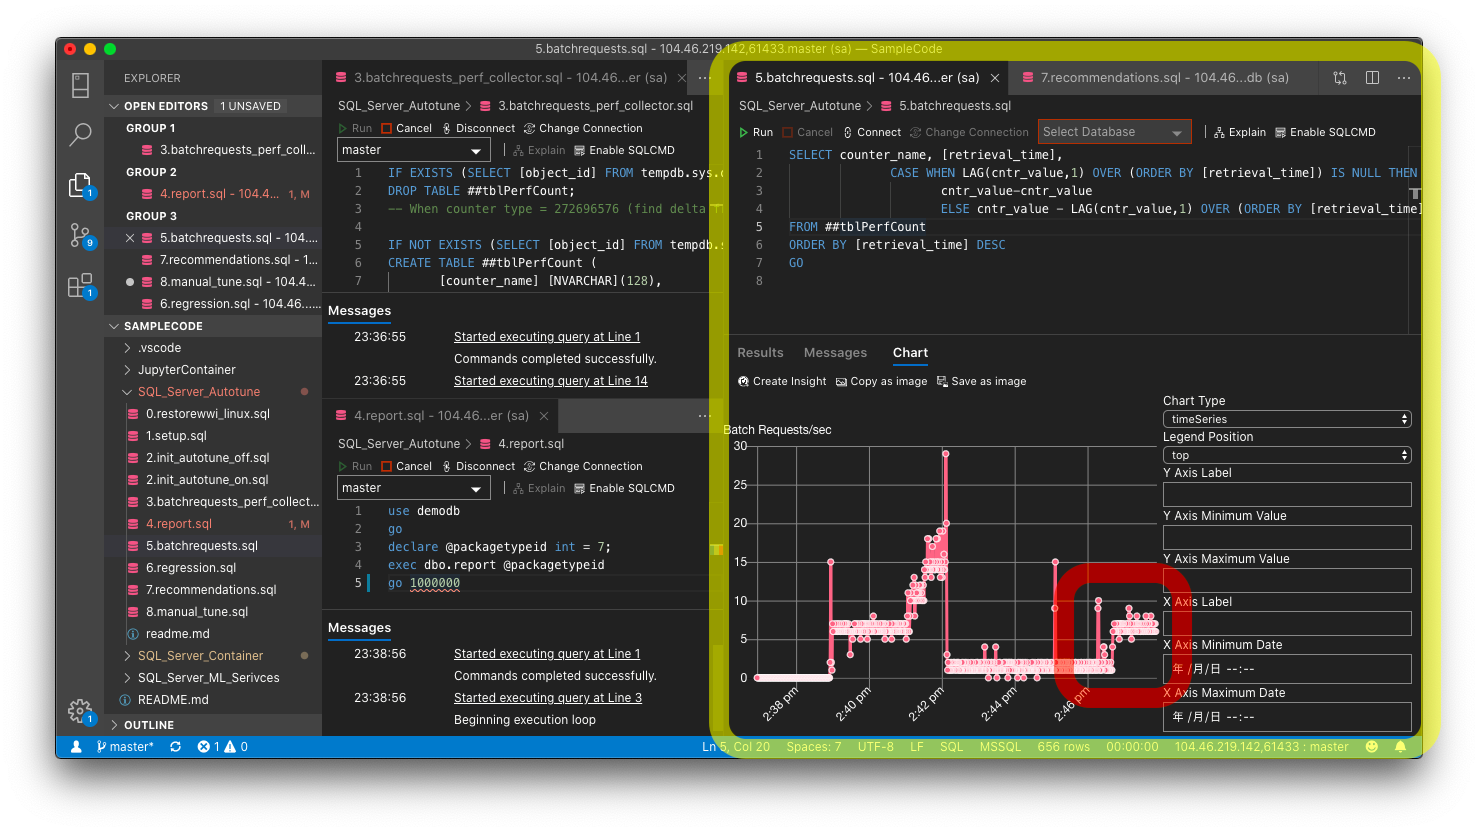 5.batchrequests.sql - 104.46.219.142,61433.master (sa) — SampleCode
EXPLORER
OPEN EDITORS 1 UNSAVED
GROUP 1
3.batchrequests_perf_coll...
GROUP 2
4.report.sql - 104.4... 1, M
GROUP 3
5.batchrequests.sql - 104....
7.recommendations.sql - 1...
8.manual_tune.sql - 104.4...
6.regression.sql - 104.46......
SAMPLECODE
.vscode
JupyterContainer
SQL_Server_Autotune
0.restorewwi_linux.sql
1.setup.sql
2.init_autotune_off.sql
2.init_autotune_on.sql
3.batchrequests_perf_collect...
4.report.sql 1, M
5.batchrequests.sql
6.regression.sql
7.recommendations.sql
8.manual_tune.sql
readme.md
SQL_Server_Container
SQL_Server_ML_Serivces
README.md
OUTLINE
1
9
1
1
3.batchrequests_perf_collector.sql - 104.46...er (sa)
SQL_Server_Autotune > 3.batchrequests_perf_collector.sql
Run Cancel Disconnect Change Connection
master Explain Enable SQLCMD
1 IF EXISTS (SELECT [object_id] FROM tempdb.sys.
2 DROP TABLE ##tblPerfCount;
3 -- When counter type = 272696576 (find delta
4
5 IF NOT EXISTS (SELECT [object_id] FROM tempdb.s
6 CREATE TABLE ##tblPerfCount (
7 [counter_name] [NVARCHAR](128),
Messages
23:36:55 Started executing query at Line 1
Commands completed successfully.
23:36:55 Started executing query at Line 14
4.report.sql - 104.46...er (sa)
SQL_Server_Autotune > 4.report.sql
Run Cancel Disconnect Change Connection
master Explain Enable SQLCMD
1 use demodb
2 go
3 declare @packagetypeid int = 7;
4 exec dbo.report @packagetypeid
5 go 1000000
Messages
23:38:56 Started executing query at Line 1
Commands completed successfully.
23:38:56 Started executing query at Line 3
Beginning execution loop
5.batchrequests.sql - 104.46...er (sa)
7.recommendations.sql - 104.46...db (sa)
SQL_Server_Autotune > 5.batchrequests.sql
Run Cancel Connect Change Connection Select Database Explain Enable SQLCMD
1 SELECT counter_name, [retrieval_time],
2 CASE WHEN LAG(cntr_value,1) OVER (ORDER BY [retrieval_time]) IS NULL THEN
3 cntr_value-cntr_value
4 ELSE cntr_value - LAG(cntr_value,1) OVER (ORDER BY [retrieval_time]
5 FROM ##tblPerfCount
6 ORDER BY [retrieval_time] DESC
7 GO
8
Results Messages Chart
Create Insight Copy as image Save as image
Batch Requests/sec
30
25
20
15
10
5
0
2:38 pm 2:40 pm 2:42 pm 2:44 pm 2:46 pm
Chart Type
timeSeries
Legend Position
top
Y Axis Label
Y Axis Minimum Value
Y Axis Maximum Value
X Axis Label
X Axis Minimum Date
年 /月/日 --:--
X Axis Maximum Date
年 /月/日 --:--
master* 1 0 Ln 5, Col 20 Spaces: 7 UTF-8 LF SQL MSSQL 656 rows 00:00:00 104.46.219.142,61433 : master